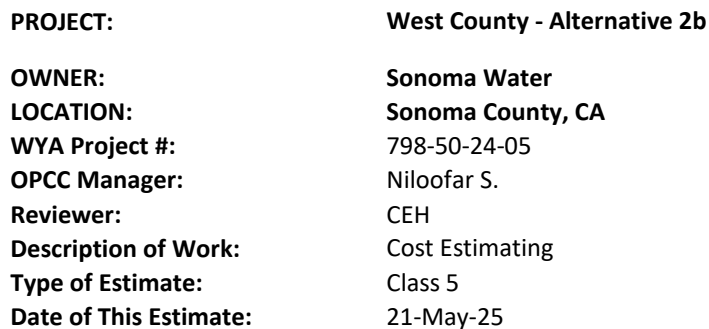 PROJECT: West County - Alternative 2b
OWNER: Sonoma Water
LOCATION: Sonoma County, CA
WYA Project #: 798-50-24-05
OPCC Manager: Niloofar S.
Reviewer: CEH
Description of Work: Cost Estimating
Type of Estimate: Class 5
Date of This Estimate: 21-May-25